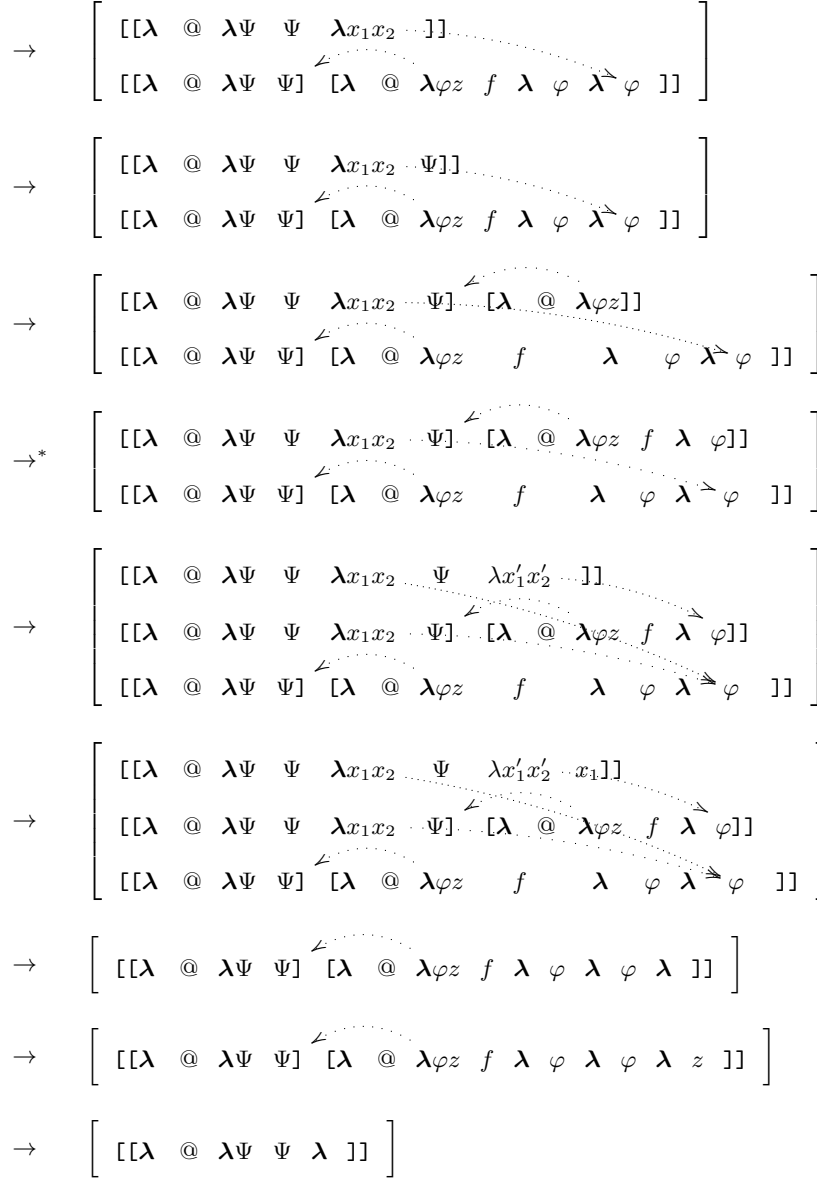 → [[λ @ λΨ Ψ λx₁x₂ ]]
[[λ @ λΨ Ψ] [λ @ λφz f λ φ λ φ ]]
→ [[λ @ λΨ Ψ λx₁x₂ Ψ]]
[[λ @ λΨ Ψ] [λ @ λφz f λ φ λ φ ]]
→ [[λ @ λΨ Ψ λx₁x₂ Ψ] [λ @ λφz]]
[[λ @ λΨ Ψ] [λ @ λφz f λ φ λ φ ]]
→* [[λ @ λΨ Ψ λx₁x₂ Ψ] [λ @ λφz f λ φ]]
[[λ @ λΨ Ψ] [λ @ λφz f λ φ λ φ ]]
→ [[λ @ λΨ Ψ λx₁x₂ Ψ λx′₁x′₂ ]]
[[λ @ λΨ Ψ λx₁x₂ Ψ] [λ @ λφz f λ φ]]
[[λ @ λΨ Ψ] [λ @ λφz f λ φ λ φ ]]
→ [[λ @ λΨ Ψ λx₁x₂ Ψ λx′₁x′₂ x₁]]
[[λ @ λΨ Ψ λx₁x₂ Ψ] [λ @ λφz f λ φ]]
[[λ @ λΨ Ψ] [λ @ λφz f λ φ λ φ ]]
→ [[λ @ λΨ Ψ] [λ @ λφz f λ φ λ φ λ ]]
→ [[λ @ λΨ Ψ] [λ @ λφz f λ φ λ φ λ z ]]
→ [[λ @ λΨ Ψ λ ]]